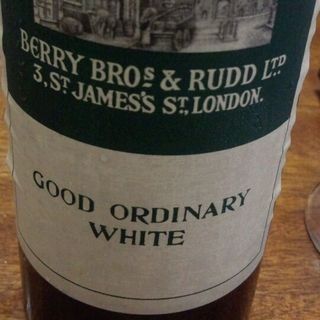 BERRY BROS & RUDD LTD
3, ST JAMES'S ST, LONDON.
GOOD ORDINARY
WHITE